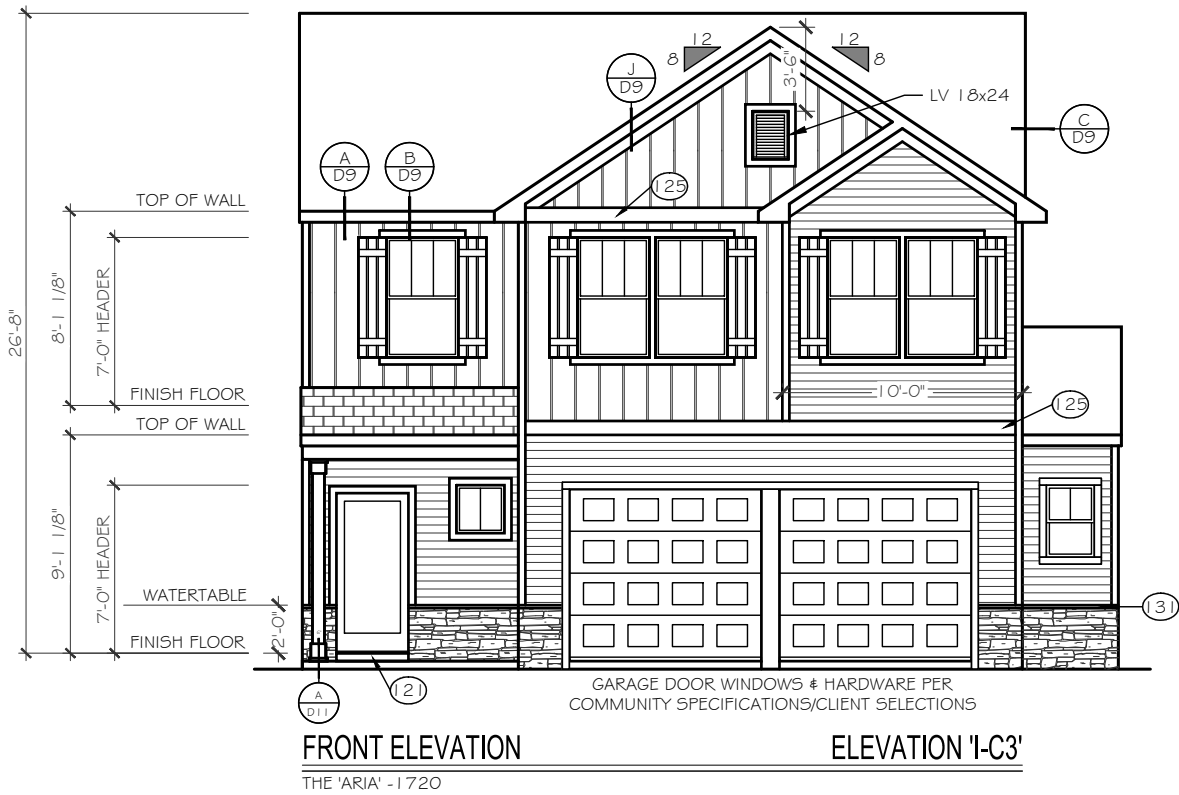 12
12
8
8
3'-6"
J
D9
LV 18x24
C
D9
A
D9
B
D9
125
TOP OF WALL
8'-1 1/8"
7'-0" HEADER
26'-8"
FINISH FLOOR
10'-0"
125
TOP OF WALL
9'-1 1/8"
7'-0" HEADER
WATERTABLE
2'-0"
131
FINISH FLOOR
A
D11
121
GARAGE DOOR WINDOWS & HARDWARE PER
COMMUNITY SPECIFICATIONS/CLIENT SELECTIONS
FRONT ELEVATION
ELEVATION 'I-C3'
THE 'ARIA' -1720